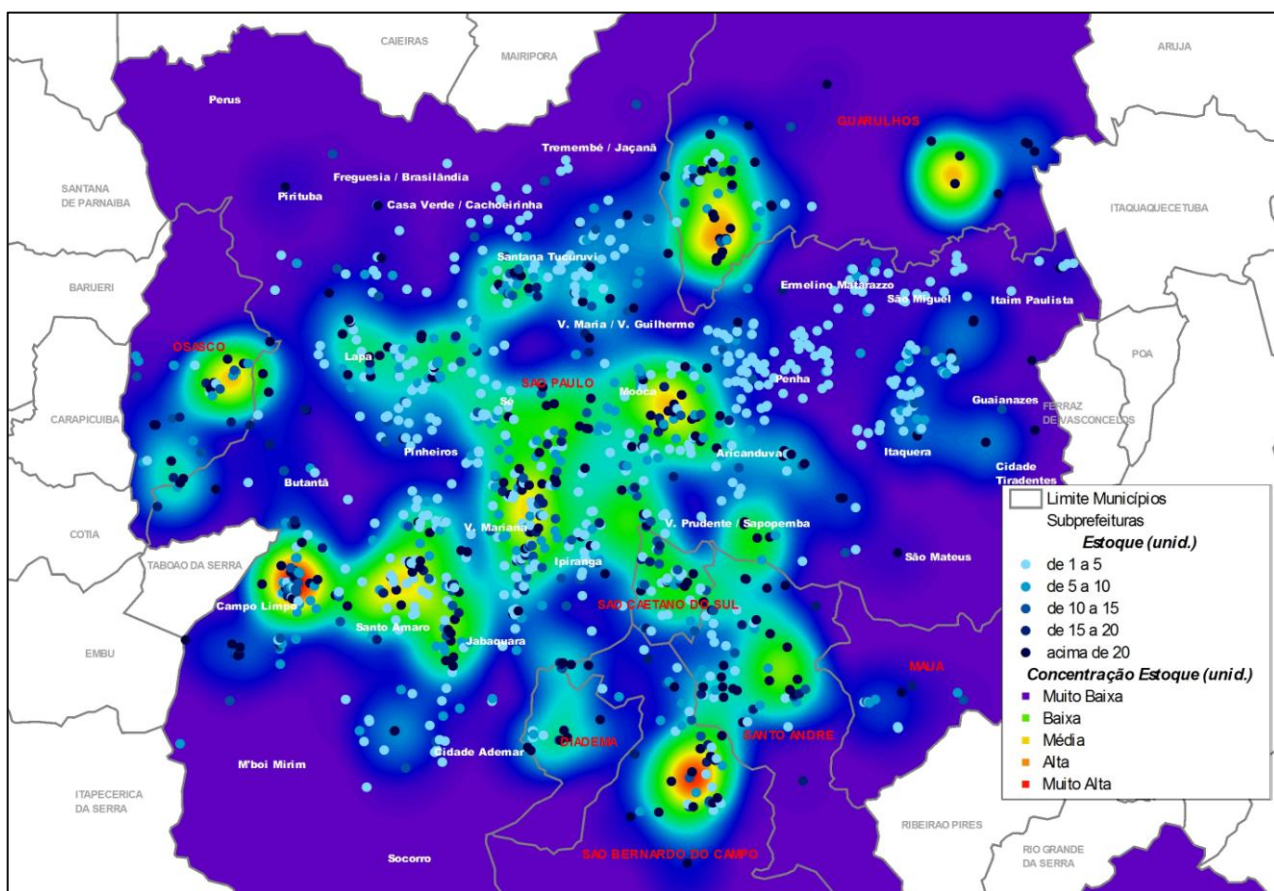 CAIEIRAS
MAIRIPORA
ARUJA
Perus
GUARULHOS
Tremembé / Jaçanã
Freguesia / Brasilândia
SANTANA
DE PARNAIBA
Pirituba
Casa Verde / Cachoeirinha
ITAQUAQUECETUBA
Santana Tucuruvi
Ermelino Matarazzo
BARUERI
São Miguel
Itaim Paulista
V. Maria / V. Guilherme
OSASCO
Lapa
POA
SAO PAULO
Penha
Mooca
Sé
Guaianazes
CARAPICUIBA
FERRAZ
DE VASCONCELOS
Pinheiros
Aricanduva
Itaquera
Butantã
Cidade
Tiradentes
COTIA
V. Mariana
V. Prudente / Sapopemba
São Mateus
TABOAO DA SERRA
Ipiranga
Campo Limpo
SAO CAETANO DO SUL
Santo Amaro
Jabaquara
EMBU
MAUA
Cidade Ademar
DIADEMA
SANTO ANDRE
M'boi Mirim
ITAPECERICA
DA SERRA
RIBEIRAO PIRES
Socorro
SAO BERNARDO DO CAMPO
RIO GRANDE
DA SERRA
Limite Municípios
Subprefeituras
Estoque (unid.)
de 1 a 5
de 5 a 10
de 10 a 15
de 15 a 20
acima de 20
Concentração Estoque (unid.)
Muito Baixa
Baixa
Média
Alta
Muito Alta